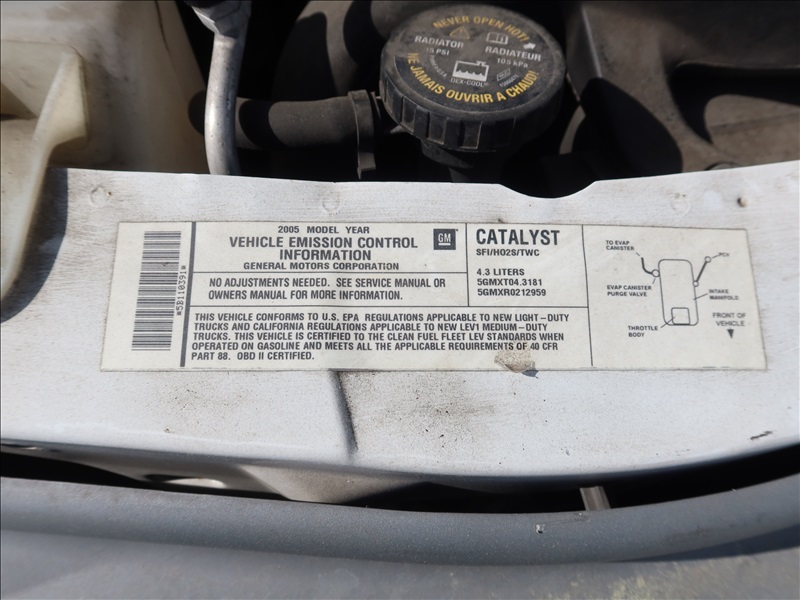 NEVER OPEN HOT!
RADIATOR
15 PSI
RADIATEUR
105 kPa
DEX-COOL
NE JAMAIS OUVRIR A CHAUD!
2005 MODEL YEAR
VEHICLE EMISSION CONTROL
INFORMATION
GENERAL MOTORS CORPORATION
GM
NO ADJUSTMENTS NEEDED. SEE SERVICE MANUAL OR
OWNERS MANUAL FOR MORE INFORMATION.
CATALYST
SFI/HO2S/TWC
4.3 LITERS
5GMXT04.3181
5GMXR0212959
THIS VEHICLE CONFORMS TO U.S. EPA REGULATIONS APPLICABLE TO NEW LIGHT-DUTY
TRUCKS AND CALIFORNIA REGULATIONS APPLICABLE TO NEW LEV1 MEDIUM-DUTY
TRUCKS. THIS VEHICLE IS CERTIFIED TO THE CLEAN FUEL FLEET LEV STANDARDS WHEN
OPERATED ON GASOLINE AND MEETS ALL THE APPLICABLE REQUIREMENTS OF 40 CFR
PART 88. OBD II CERTIFIED.
TO EVAP
CANISTER
PCV
EVAP CANISTER
PURGE VALVE
INTAKE
MANIFOLD
THROTTLE
BODY
FRONT OF
VEHICLE
*5B118391*